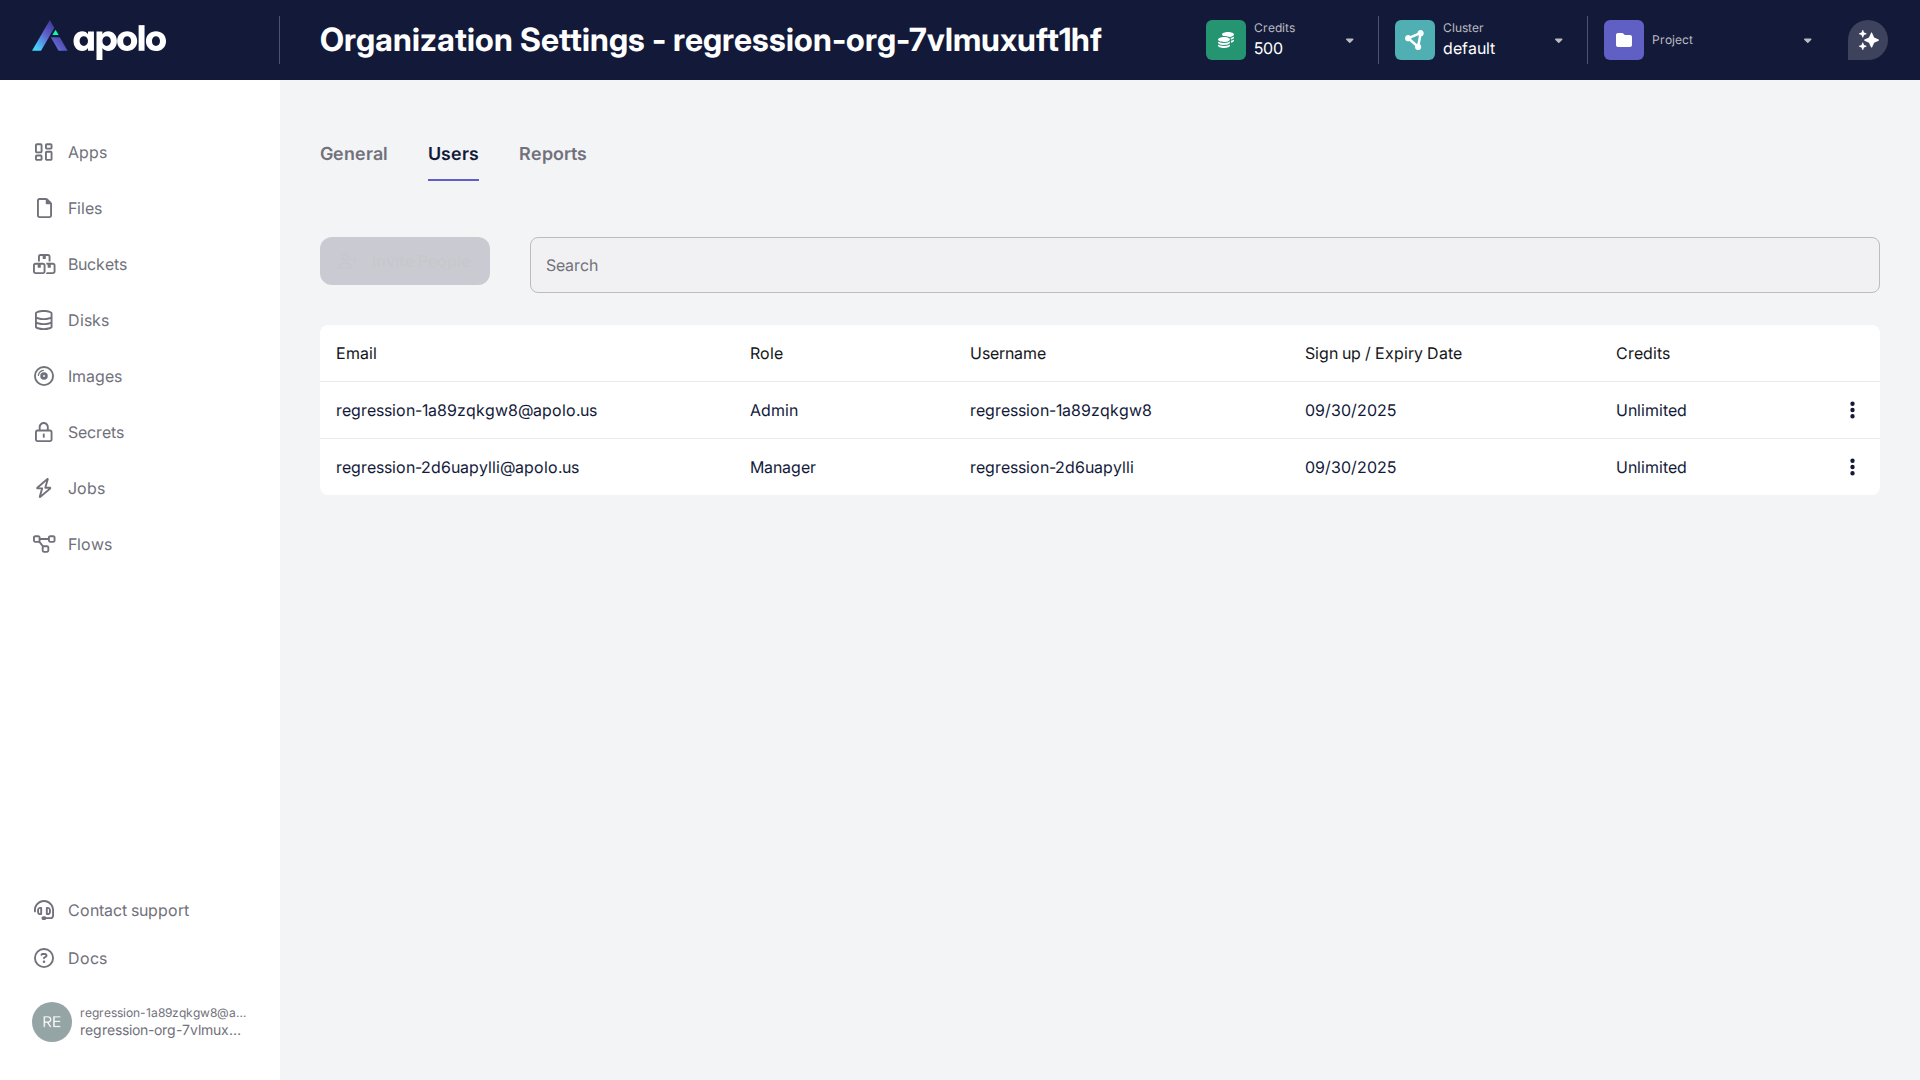 apolo
Organization Settings - regression-org-7vlmuxuft1hf
Credits
500
Cluster
default
Project
Apps
Files
Buckets
Disks
Images
Secrets
Jobs
Flows
Contact support
Docs
RE
regression-1a89zqkgw8@a...
regression-org-7vlmux...
General
Users
Reports
Search
Email
Role
Username
Sign up / Expiry Date
Credits
regression-1a89zqkgw8@apolo.us
Admin
regression-1a89zqkgw8
09/30/2025
Unlimited
regression-2d6uapylli@apolo.us
Manager
regression-2d6uapylli
09/30/2025
Unlimited